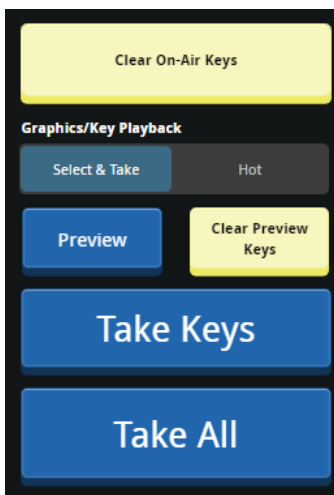 Clear On-Air Keys
Graphics/Key Playback
Select & Take
Hot
Preview
Clear Preview
Keys
Take Keys
Take All